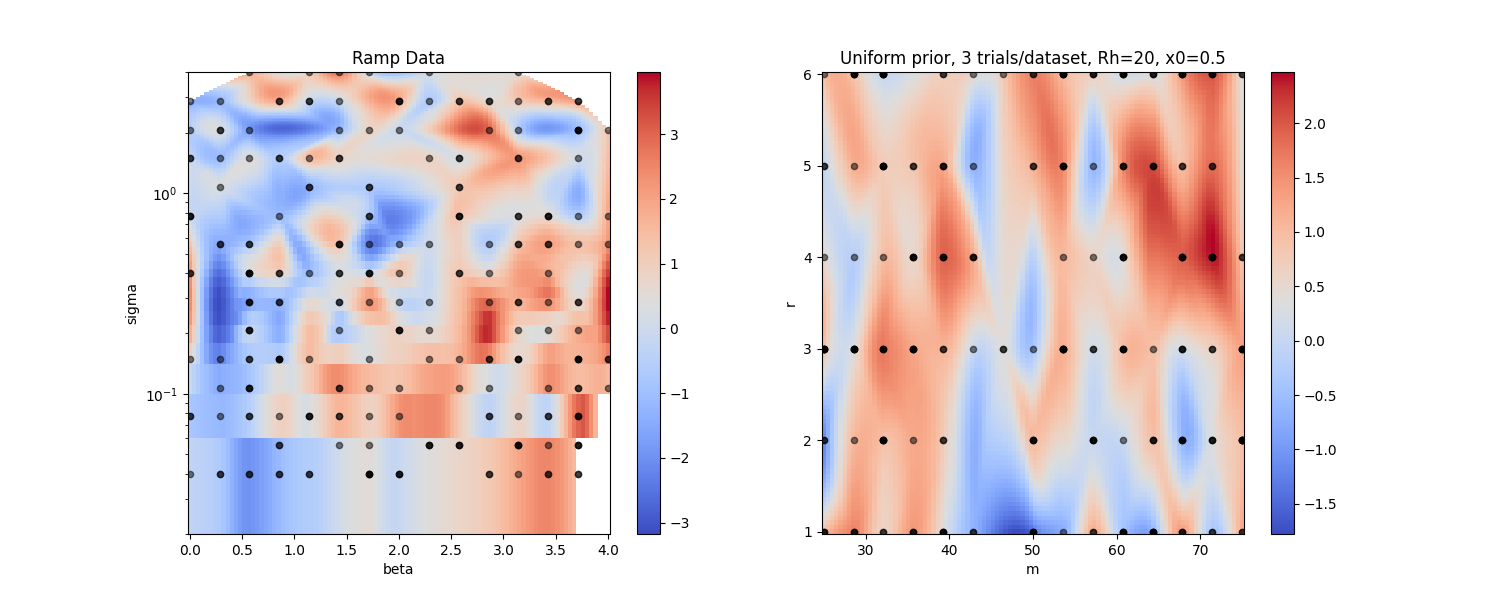 Ramp Data
sigma
10⁰
10⁻¹
0.0 0.5 1.0 1.5 2.0 2.5 3.0 3.5 4.0
beta
3
2
1
0
−1
−2
−3
Uniform prior, 3 trials/dataset, Rh=20, x0=0.5
r
6
5
4
3
2
1
30 40 50 60 70
m
2.0
1.5
1.0
0.5
0.0
−0.5
−1.0
−1.5